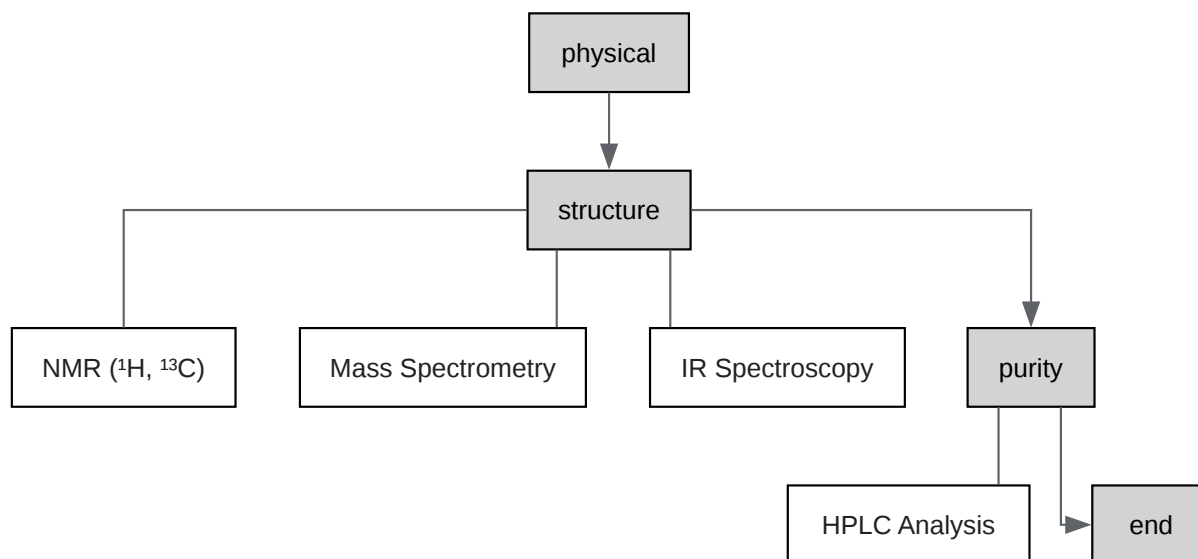 physical
structure
NMR (¹H, ¹³C)
Mass Spectrometry
IR Spectroscopy
purity
HPLC Analysis
end